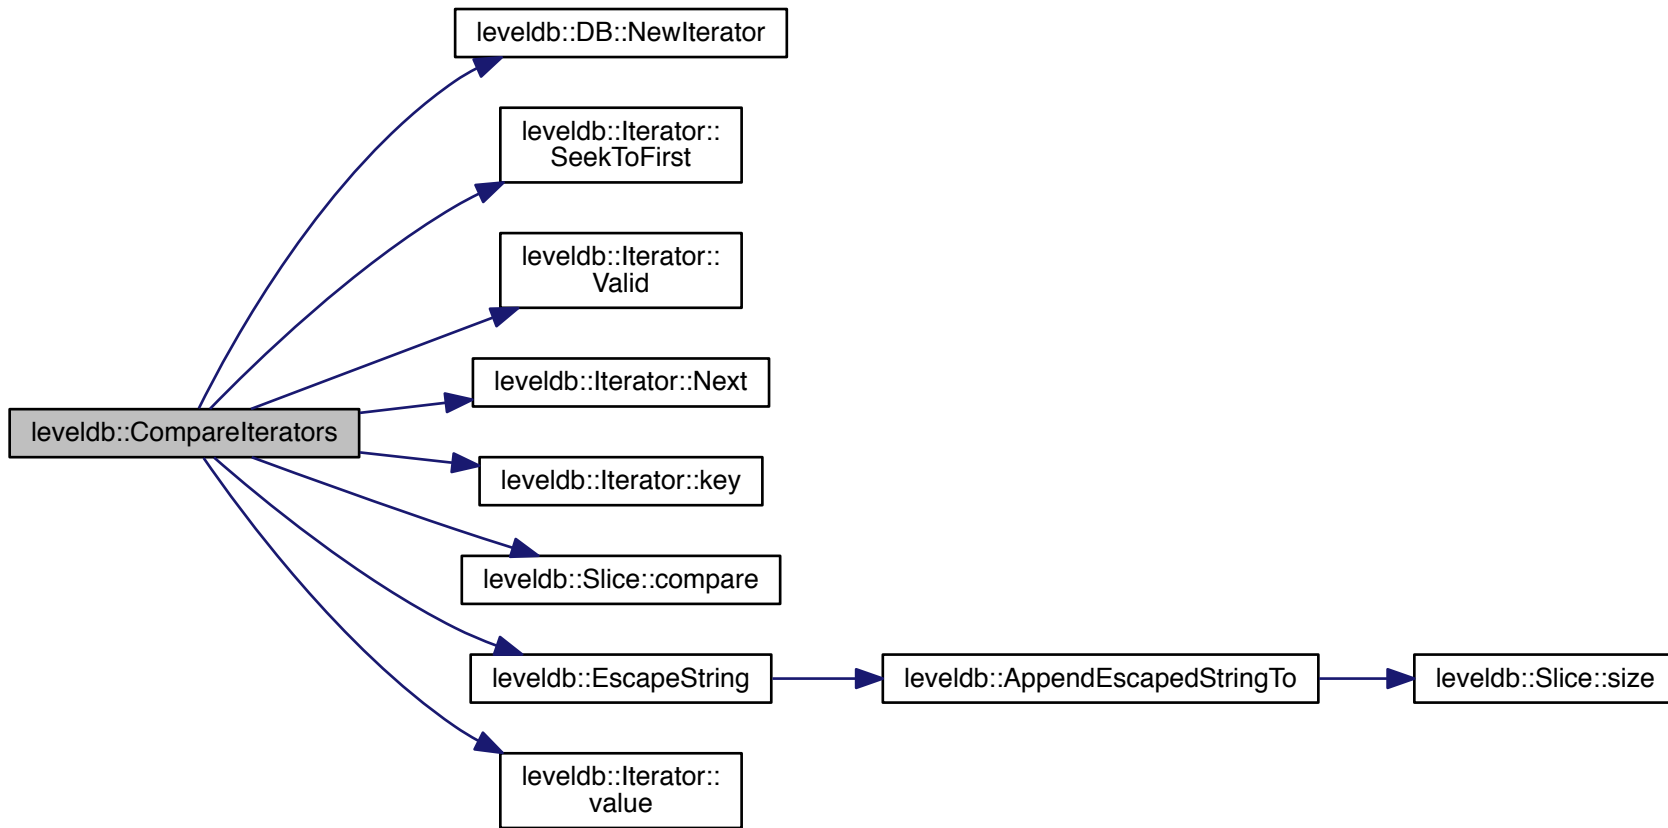 leveldb::DB::NewIterator
leveldb::Iterator::
SeekToFirst
leveldb::Iterator::
Valid
leveldb::Iterator::Next
leveldb::CompareIterators
leveldb::Iterator::key
leveldb::Slice::compare
leveldb::EscapeString
leveldb::AppendEscapedStringTo
leveldb::Slice::size
leveldb::Iterator::
value